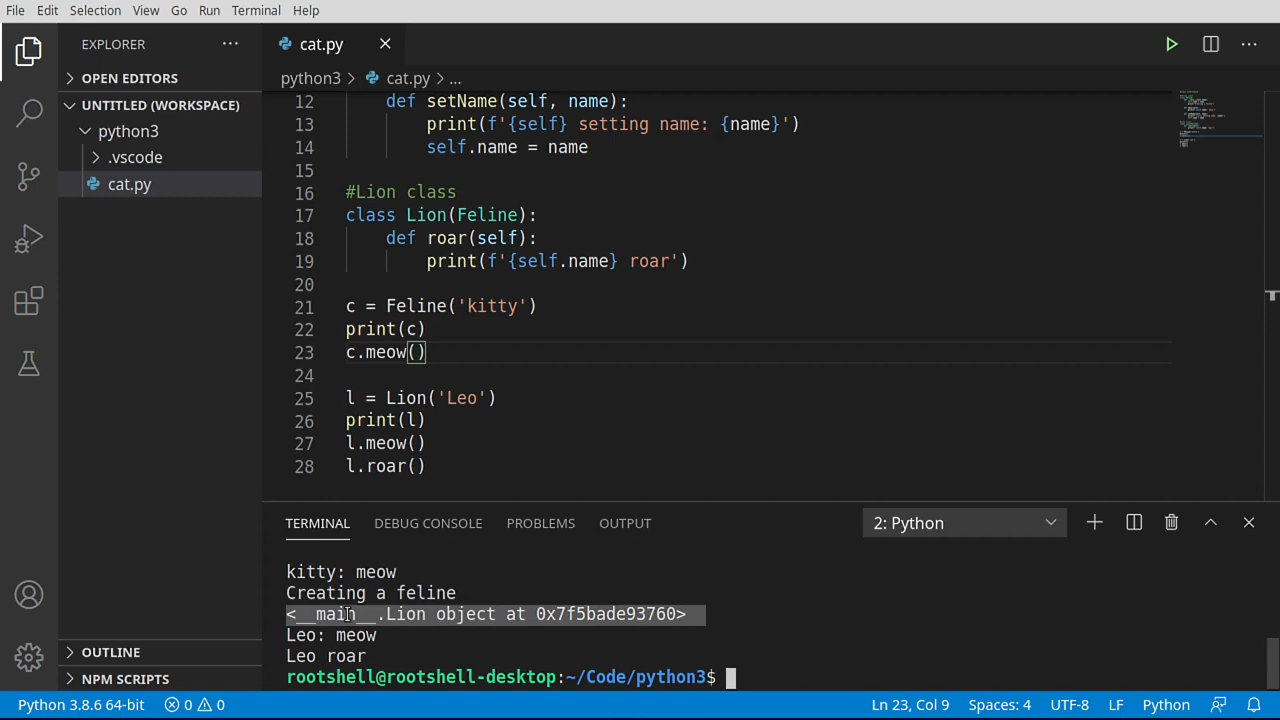 File Edit Selection View Go Run Terminal Help
EXPLORER
cat.py
OPEN EDITORS
python3 > cat.py > ...
UNTITLED (WORKSPACE)
python3
.vscode
cat.py
12 def setName(self, name):
13 print(f'{self} setting name: {name}')
14 self.name = name
15
16 #Lion class
17 class Lion(Feline):
18 def roar(self):
19 print(f'{self.name} roar')
20
21 c = Feline('kitty')
22 print(c)
23 c.meow()
24
25 l = Lion('Leo')
26 print(l)
27 l.meow()
28 l.roar()
TERMINAL DEBUG CONSOLE PROBLEMS OUTPUT 2: Python
kitty: meow
Creating a feline
<__main__.Lion object at 0x7f5bade93760>
Leo: meow
Leo roar
rootshell@rootshell-desktop:~/Code/python3$
OUTLINE
NPM SCRIPTS
Python 3.8.6 64-bit 0 0 Ln 23, Col 9 Spaces: 4 UTF-8 LF Python